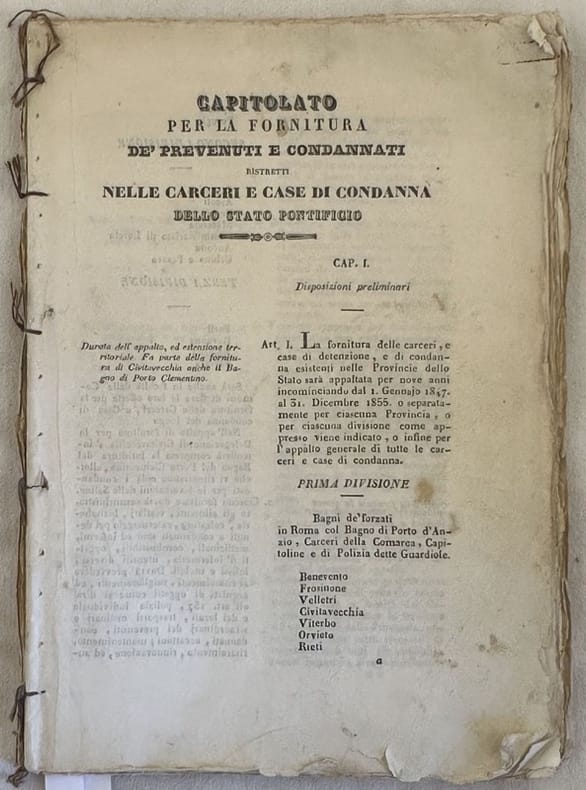 CAPITOLATO
PER LA FORNITURA
DE' PREVENUTI E CONDANNATI
RISTRETTI
NELLE CARCERI E CASE DI CONDANNA
DELLO STATO PONTIFICIO
CAP. I.
Disposizioni preliminari
Durata dell' appalto, ed estensione ter-
ritoriale. Fa parte della fornitu-
ra di Civitavecchia anche il Ba-
gno di Porto Clementino.
Art. I. La fornitura delle carceri, e
case di detenzione, e di condan-
na esistenti nelle Provincie dello
Stato sarà appaltata per nove anni
incominciando dal 1. Gennajo 1847.
al 31. Dicembre 1855. o separata-
mente per ciascuna Provincia, o
per ciascuna divisione come ap-
presso viene indicato, o infine per
l'appalto generale di tutte le car-
ceri e case di condanna.
PRIMA DIVISIONE
Bagni de'forzati
in Roma col Bagno di Porto d'An-
zio, Carceri della Comarca, Capi-
toline e di Polizia dette Guardiole.
Benevento
Frosinone
Velletri
Civitavecchia
Viterbo
Orvieto
Rieti
a